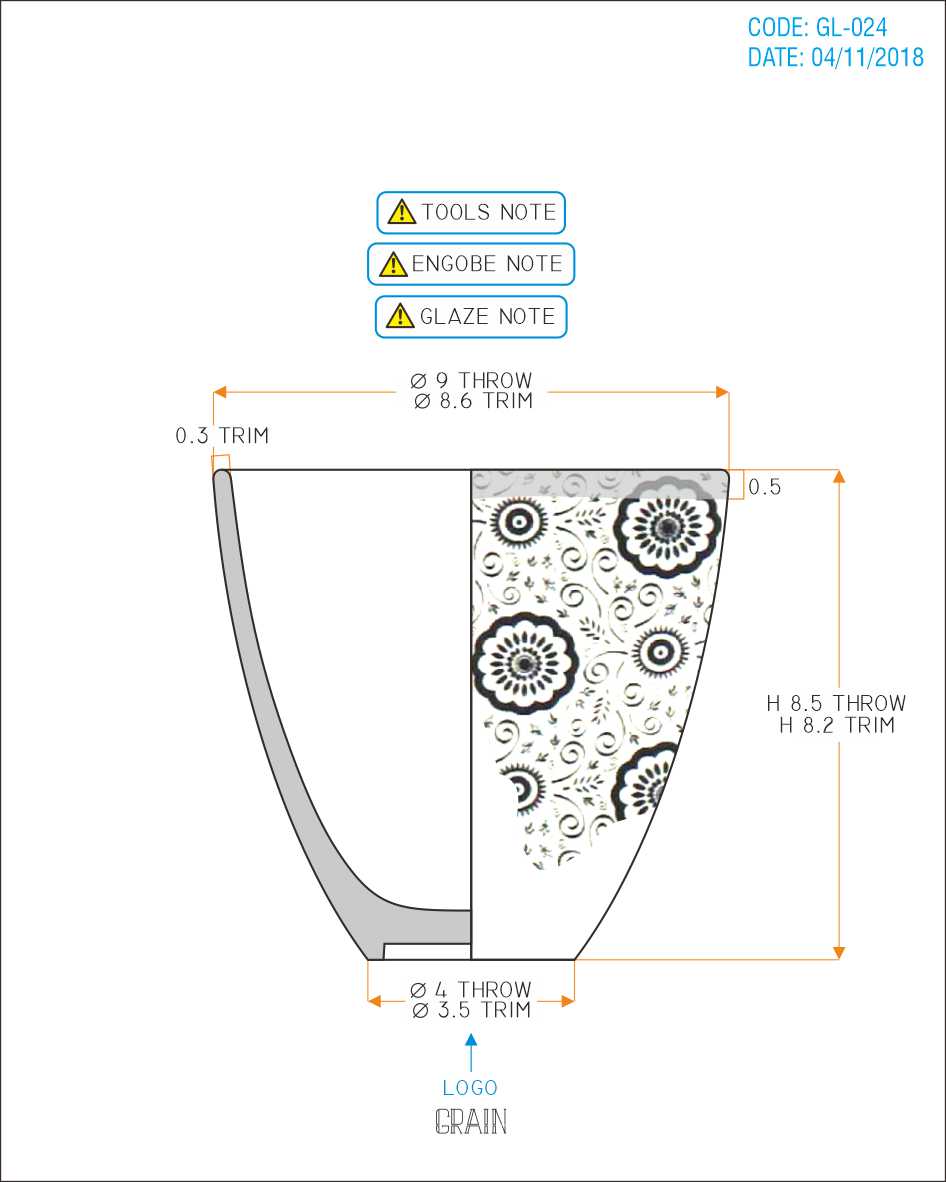 CODE: GL-024
DATE: 04/11/2018
TOOLS NOTE
ENGOBE NOTE
GLAZE NOTE
Ø 9 THROW
Ø 8.6 TRIM
0.3 TRIM
0.5
H 8.5 THROW
H 8.2 TRIM
Ø 4 THROW
Ø 3.5 TRIM
LOGO
GRAIN